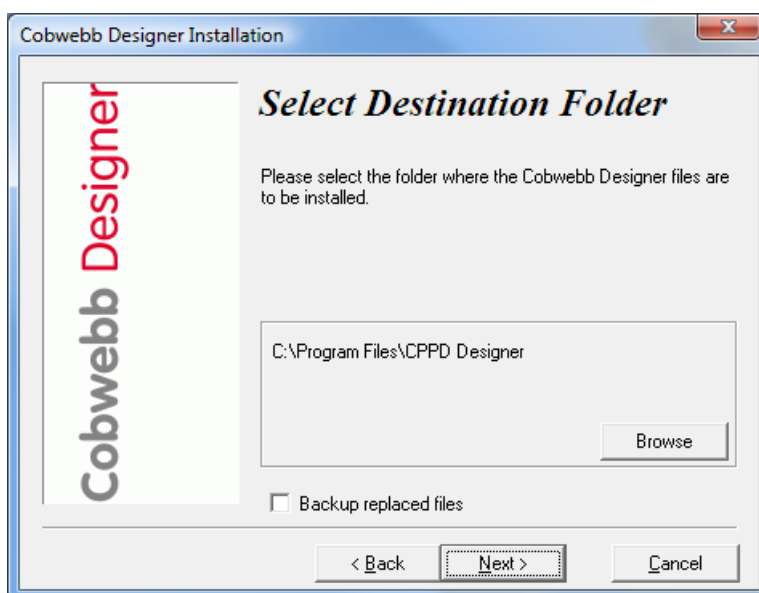 Cobwebb Designer Installation
x
Cobwebb Designer
Select Destination Folder
Please select the folder where the Cobwebb Designer files are
to be installed.
C:\Program Files\CPPD Designer
Browse
Backup replaced files
< Back
Next >
Cancel